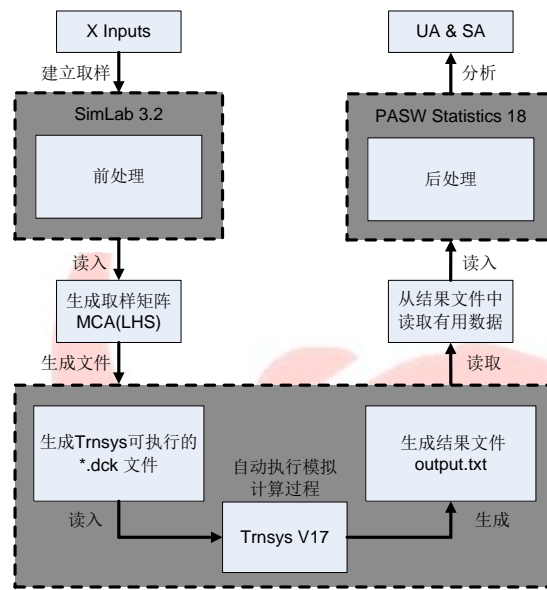 X Inputs
建立取样
SimLab 3.2
前处理
读入
生成取样矩阵
MCA(LHS)
生成文件
生成Trnsys可执行的
*.dck 文件
读入
自动执行模拟
计算过程
Trnsys V17
生成
生成结果文件
output.txt
读取
从结果文件中
读取有用数据
读入
PASW Statistics 18
后处理
分析
UA & SA